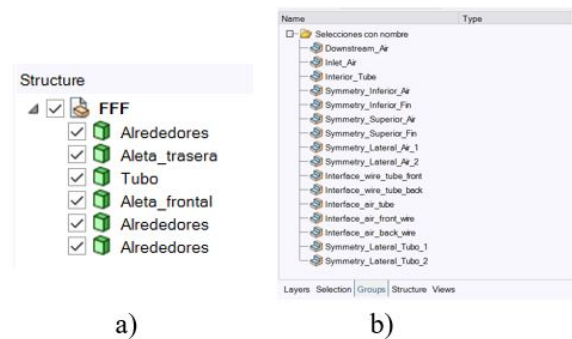 Structure
FFF
Alrededores
Aleta_trasera
Tubo
Aleta_frontal
Alrededores
Alrededores
a)
Name Type
Selecciones con nombre
Downstream_Air
Inlet_Air
Interior_Tube
Symmetry_Inferior_Air
Symmetry_Inferior_Fin
Symmetry_Superior_Air
Symmetry_Superior_Fin
Symmetry_Lateral_Air_1
Symmetry_Lateral_Air_2
Interface_wire_tube_front
Interface_wire_tube_back
Interface_air_tube
Interface_air_front_wire
Interface_air_back_wire
Symmetry_Lateral_Tubo_1
Symmetry_Lateral_Tubo_2
Layers Selection Groups Structure Views
b)